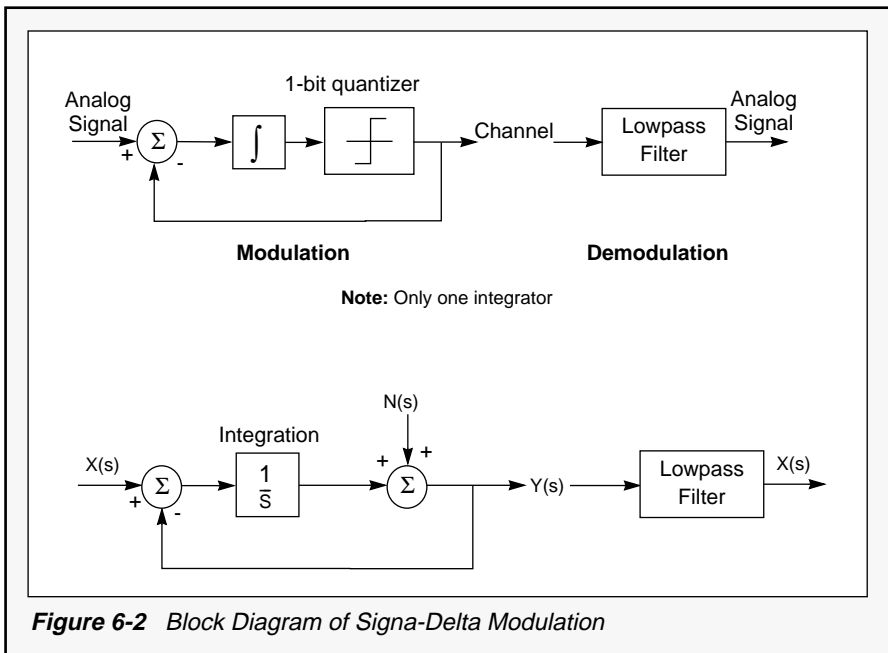 1-bit quantizer
Analog
Signal
+
Σ
-
∫
Channel
Lowpass
Filter
Analog
Signal
Modulation
Demodulation
Note: Only one integrator
N(s)
Integration
X(s)
+
Σ
-
1
S
+
+
Σ
Y(s)
Lowpass
Filter
X(s)
Figure 6-2 Block Diagram of Signa-Delta Modulation